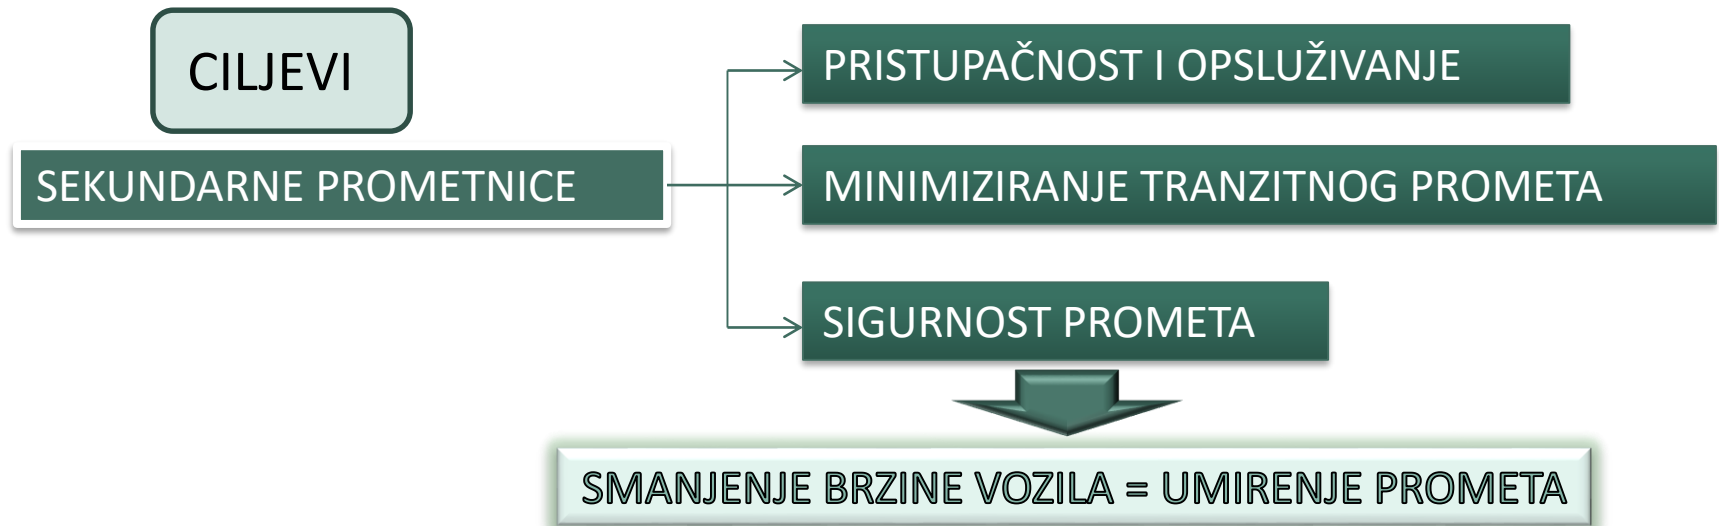 CILJEVI
SEKUNDARNE PROMETNICE
PRISTUPAČNOST I OPSLUŽIVANJE
MINIMIZIRANJE TRANZITNOG PROMETA
SIGURNOST PROMETA
SMANJENJE BRZINE VOZILA = UMIRENJE PROMETA